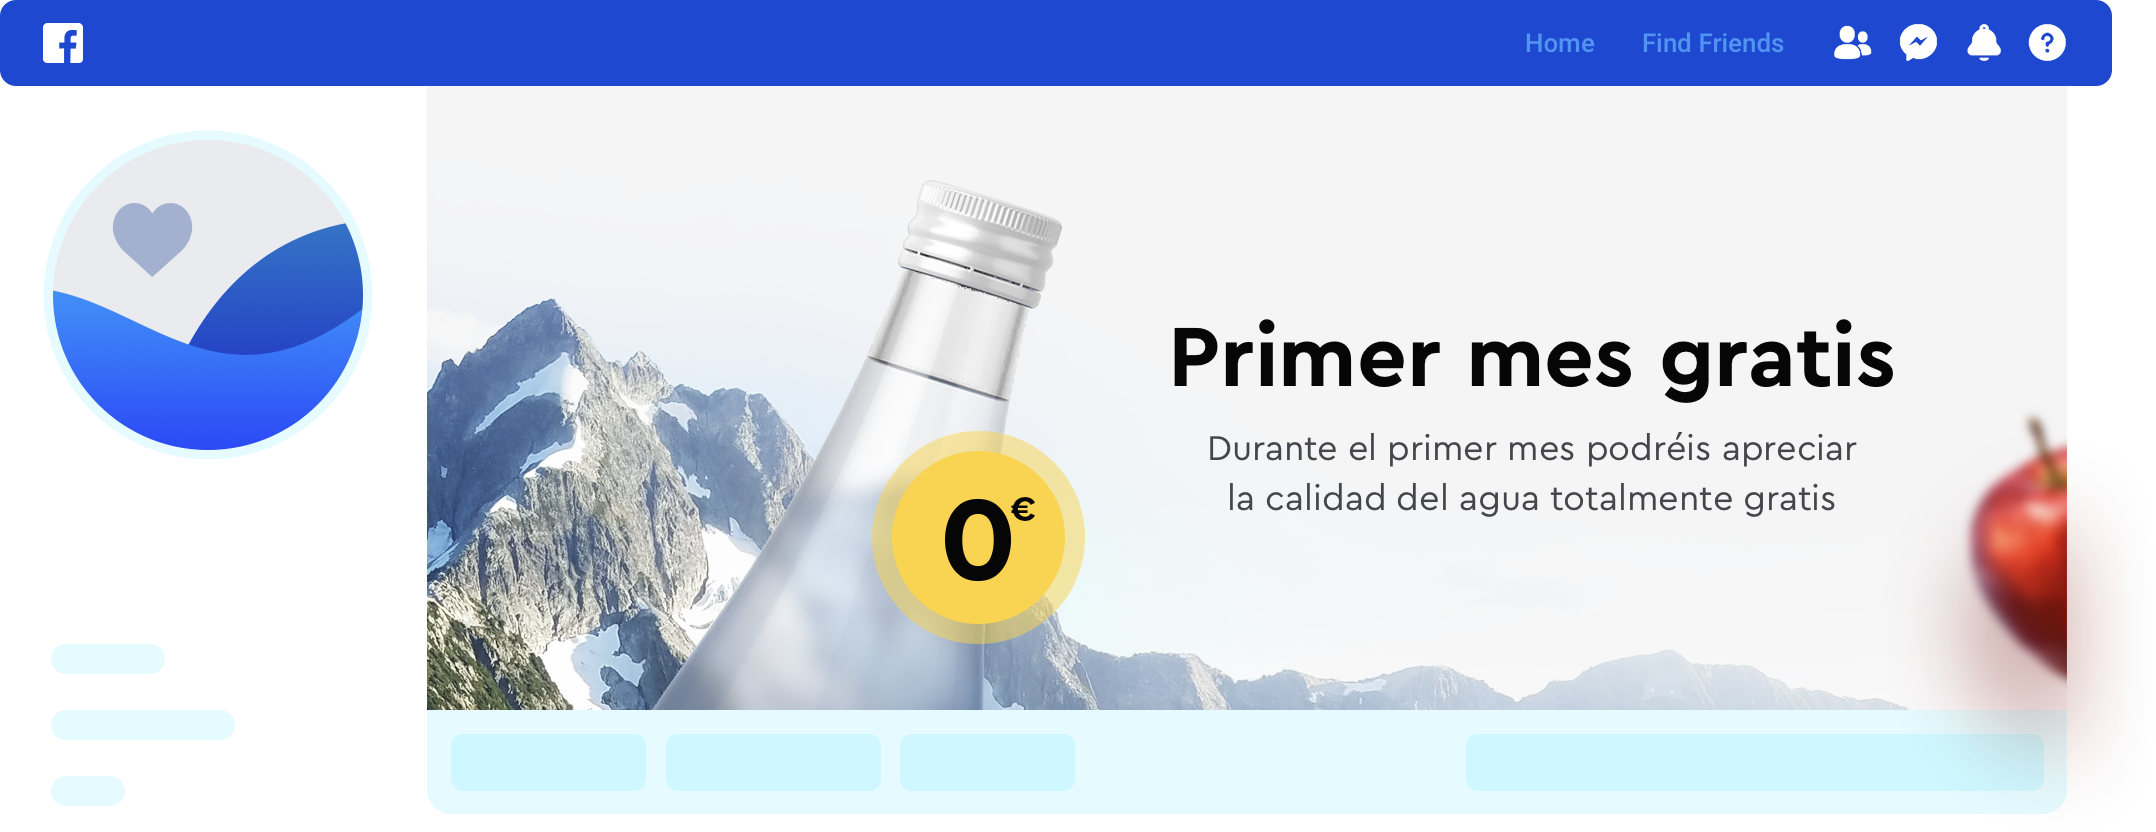 Home Find Friends
Primer mes gratis
Durante el primer mes podréis apreciar
la calidad del agua totalmente gratis
0€